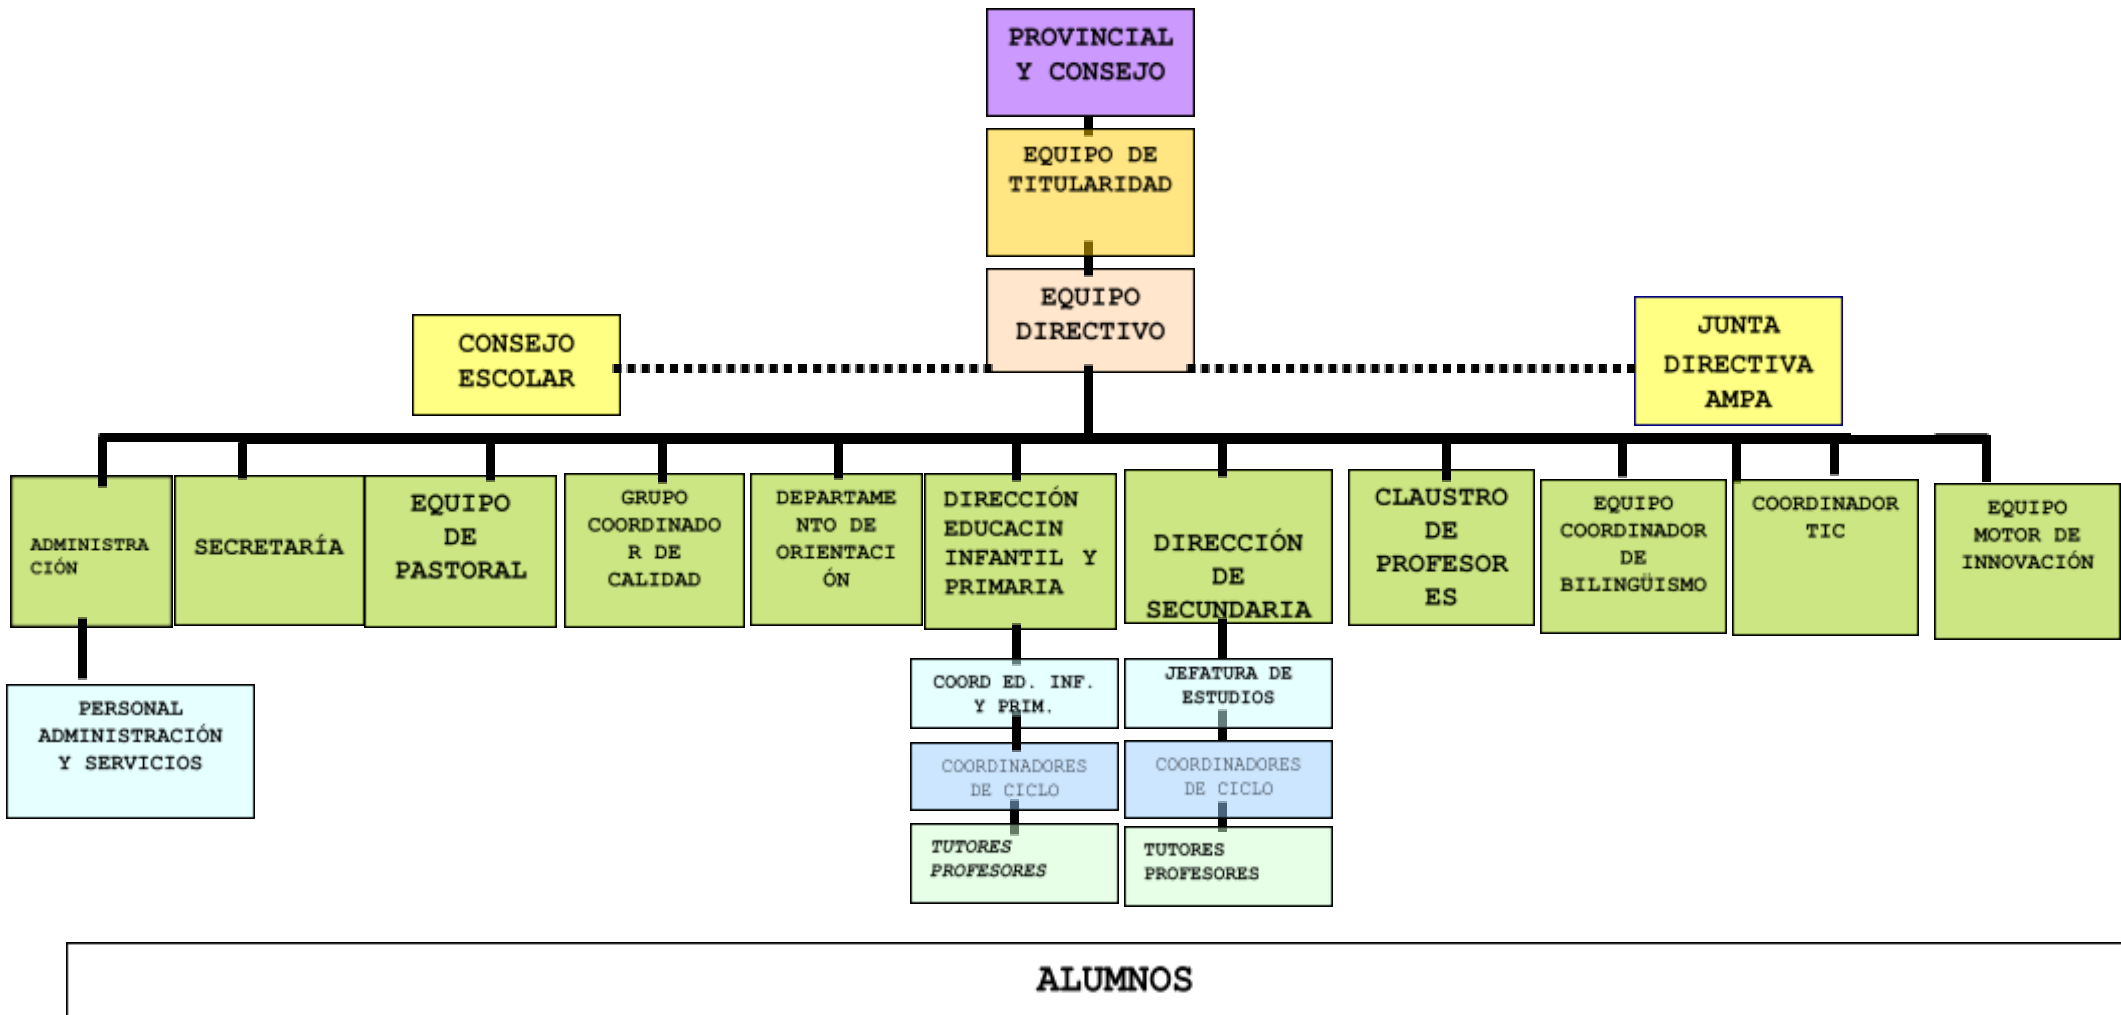 PROVINCIAL
Y CONSEJO
EQUIPO DE
TITULARIDAD
EQUIPO
DIRECTIVO
CONSEJO
ESCOLAR
JUNTA
DIRECTIVA
AMPA
ADMINISTRA
CIÓN
SECRETARÍA
EQUIPO
DE
PASTORAL
GRUPO
COORDINADO
R DE
CALIDAD
DEPARTAME
NTO DE
ORIENTACI
ÓN
DIRECCIÓN
EDUCACIN
INFANTIL Y
PRIMARIA
DIRECCIÓN
DE
SECUNDARIA
CLAUSTRO
DE
PROFESOR
ES
EQUIPO
COORDINADOR
DE
BILINGÜISMO
COORDINADOR
TIC
EQUIPO
MOTOR DE
INNOVACIÓN
PERSONAL
ADMINISTRACIÓN
Y SERVICIOS
COORD ED. INF.
Y PRIM.
COORDINADORES
DE CICLO
TUTORES
PROFESORES
JEFATURA DE
ESTUDIOS
COORDINADORES
DE CICLO
TUTORES
PROFESORES
ALUMNOS